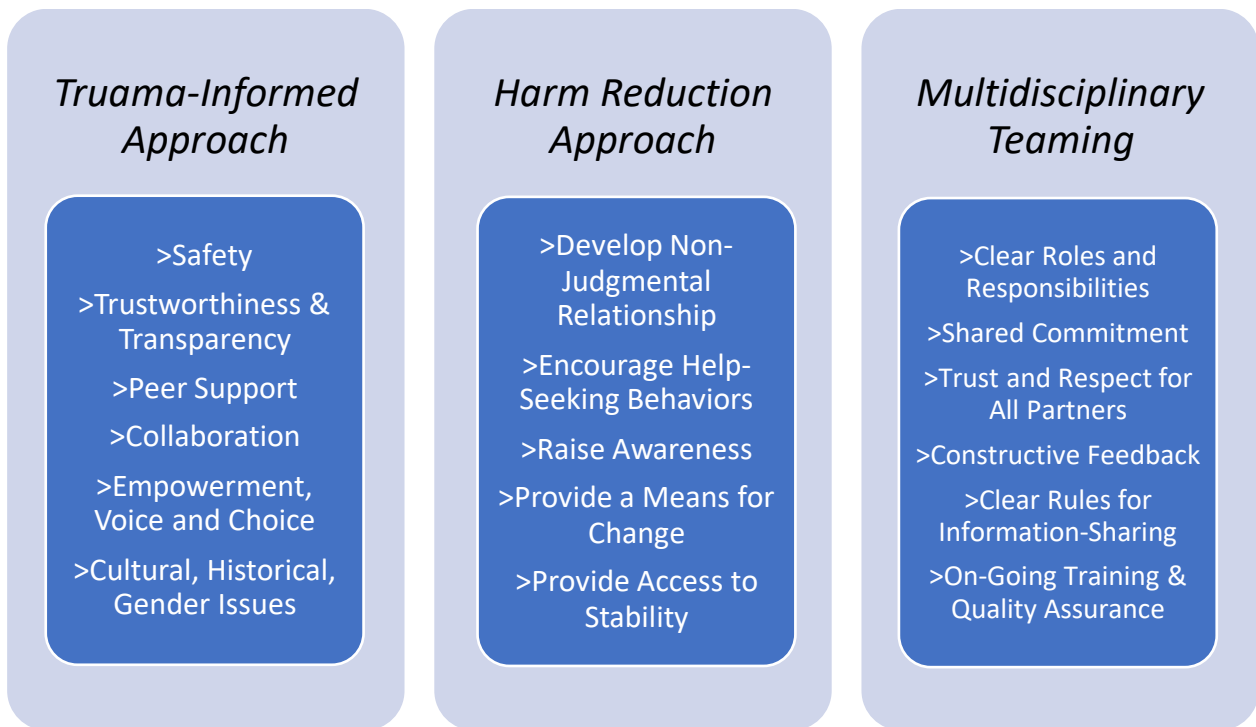 Truama-Informed
Approach
>Safety
>Trustworthiness &
Transparency
>Peer Support
>Collaboration
>Empowerment,
Voice and Choice
>Cultural, Historical,
Gender Issues
Harm Reduction
Approach
>Develop Non-
Judgmental
Relationship
>Encourage Help-
Seeking Behaviors
>Raise Awareness
>Provide a Means for
Change
>Provide Access to
Stability
Multidisciplinary
Teaming
>Clear Roles and
Responsibilities
>Shared Commitment
>Trust and Respect for
All Partners
>Constructive Feedback
>Clear Rules for
Information-Sharing
>On-Going Training &
Quality Assurance